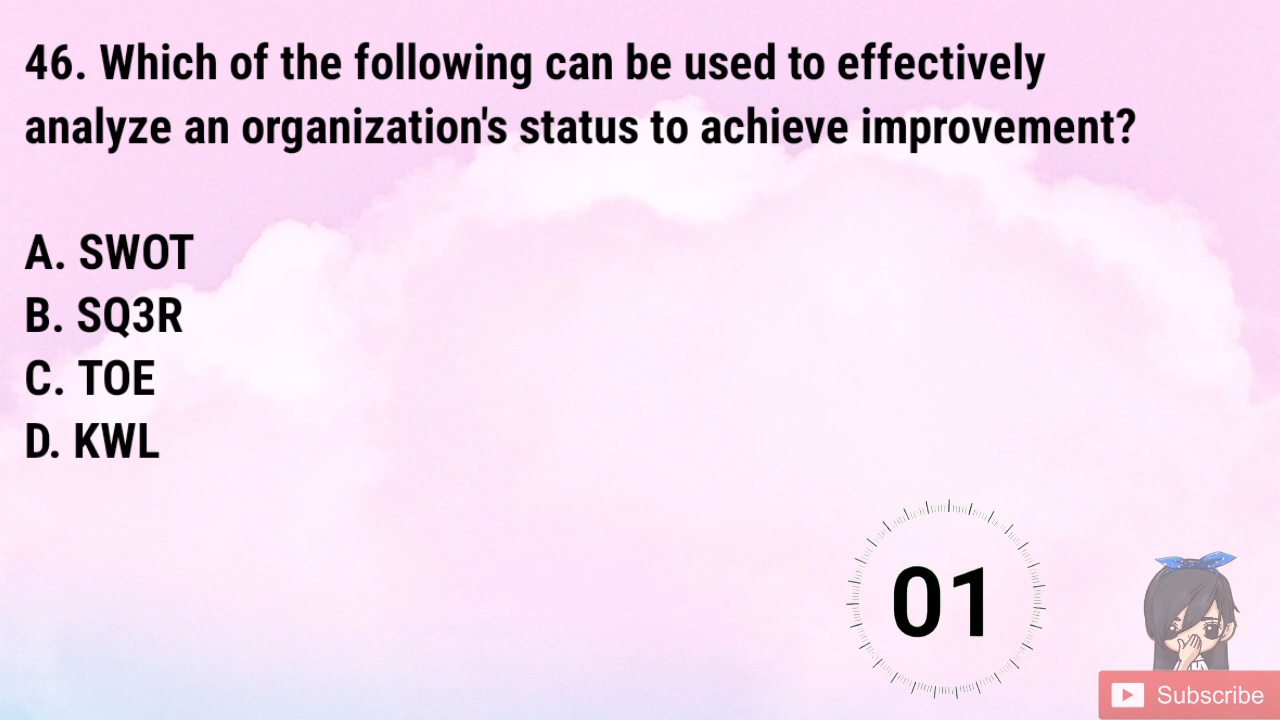 46. Which of the following can be used to effectively
analyze an organization's status to achieve improvement?
A. SWOT
B. SQ3R
C. TOE
D. KWL
01
Subscribe